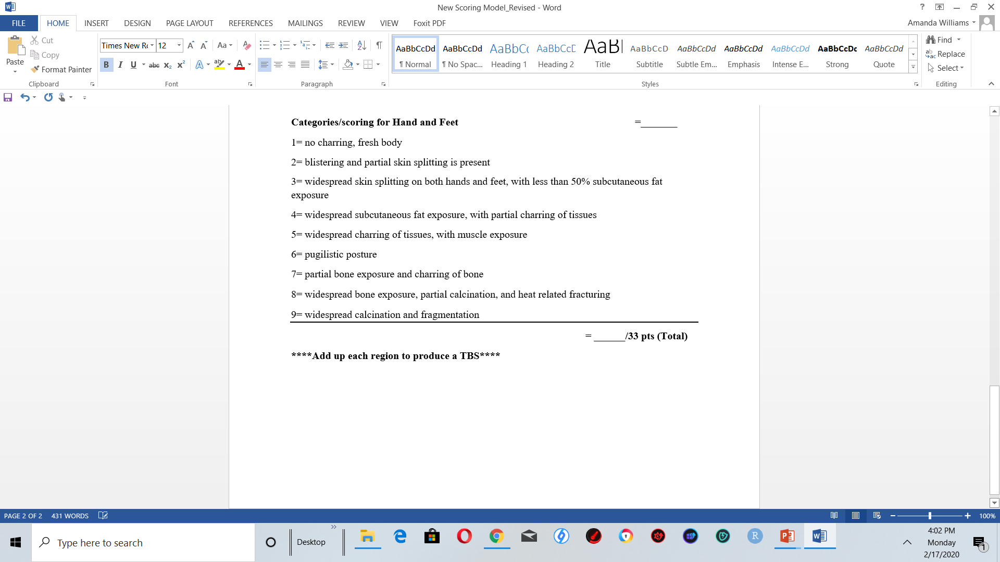 New Scoring Model_Revised - Word
?
FILE HOME INSERT DESIGN PAGE LAYOUT REFERENCES MAILINGS REVIEW VIEW Foxit PDF
Amanda Williams
Paste
Cut
Copy
Format Painter
Clipboard
Times New Ro 12
Font
Paragraph
AaBbCcDd AaBbCcDd AaBbCc AaBbCcD AaBl AaBbCcD AaBbCcDd AaBbCcDd AaBbCcDd AaBbCcDc AaBbCcDd
¶ Normal ¶ No Spac... Heading 1 Heading 2 Title Subtitle Subtle Em... Emphasis Intense E... Strong Quote
Styles
Find
Replace
Select
Editing
Categories/scoring for Hand and Feet =_______
1= no charring, fresh body
2= blistering and partial skin splitting is present
3= widespread skin splitting on both hands and feet, with less than 50% subcutaneous fat
exposure
4= widespread subcutaneous fat exposure, with partial charring of tissues
5= widespread charring of tissues, with muscle exposure
6= pugilistic posture
7= partial bone exposure and charring of bone
8= widespread bone exposure, partial calcination, and heat related fracturing
9= widespread calcination and fragmentation
= ______/33 pts (Total)
****Add up each region to produce a TBS****
PAGE 2 OF 2 431 WORDS
100%
Type here to search
Desktop
4:02 PM
Monday
2/17/2020
1